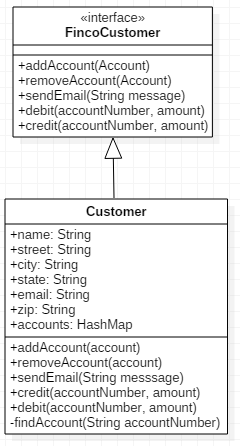 «interface»
FincoCustomer
+addAccount(Account)
+removeAccount(Account)
+sendEmail(String message)
+debit(accountNumber, amount)
+credit(accountNumber, amount)
Customer
+name: String
+street: String
+city: String
+state: String
+email: String
+zip: String
+accounts: HashMap
+addAccount(account)
+removeAccount(account)
+sendEmail(String messsage)
+credit(accountNumber, amount)
+debit(accountNumber, amount)
-findAccount(String accountNumber)